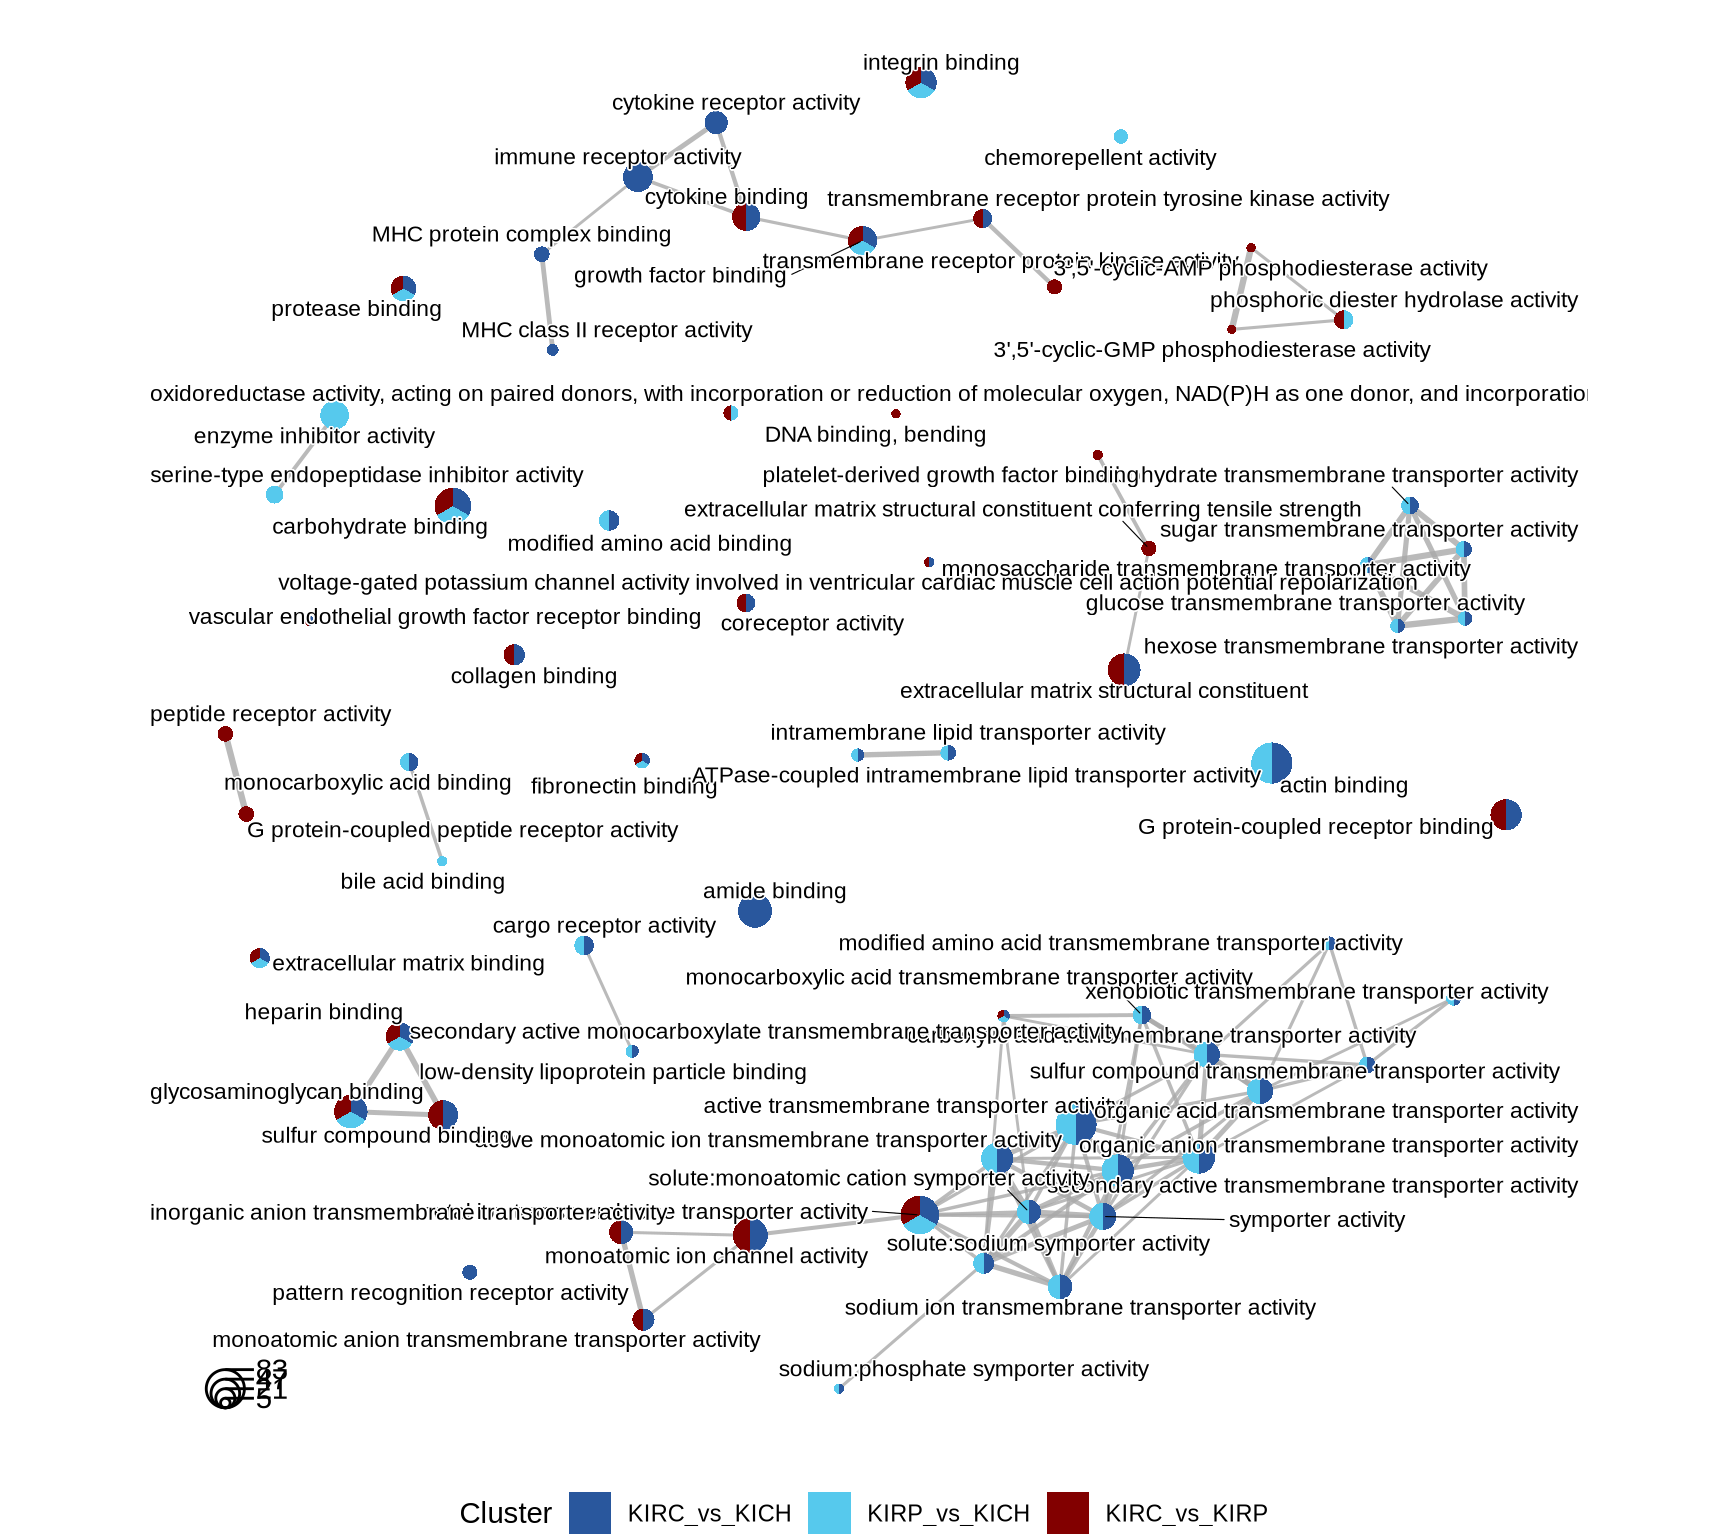 integrin binding
cytokine receptor activity
chemorepellent activity
immune receptor activity
cytokine binding
transmembrane receptor protein tyrosine kinase activity
MHC protein complex binding
transmembrane receptor protein kinase activity
3',5'-cyclic-AMP phosphodiesterase activity
growth factor binding
phosphoric diester hydrolase activity
protease binding
MHC class II receptor activity
3',5'-cyclic-GMP phosphodiesterase activity
oxidoreductase activity, acting on paired donors, with incorporation or reduction of molecular oxygen, NAD(P)H as one donor, and incorporation
enzyme inhibitor activity
DNA binding, bending
serine-type endopeptidase inhibitor activity
platelet-derived growth factor binding
transmembrane transporter activity
extracellular matrix structural constituent conferring tensile strength
carbohydrate binding
sugar transmembrane transporter activity
modified amino acid binding
monosaccharide transmembrane transporter activity
voltage-gated potassium channel activity involved in ventricular cardiac muscle cell action potential repolarization
glucose transmembrane transporter activity
vascular endothelial growth factor receptor binding
coreceptor activity
hexose transmembrane transporter activity
collagen binding
extracellular matrix structural constituent
peptide receptor activity
intramembrane lipid transporter activity
monocarboxylic acid binding
fibronectin binding
ATPase-coupled intramembrane lipid transporter activity
actin binding
G protein-coupled peptide receptor activity
G protein-coupled receptor binding
bile acid binding
amide binding
cargo receptor activity
modified amino acid transmembrane transporter activity
extracellular matrix binding
monocarboxylic acid transmembrane transporter activity
xenobiotic transmembrane transporter activity
heparin binding
secondary active monocarboxylate transmembrane transporter activity
transmembrane transporter activity
low-density lipoprotein particle binding
sulfur compound transmembrane transporter activity
glycosaminoglycan binding
active transmembrane transporter activity
organic acid transmembrane transporter activity
sulfur compound binding
monoatomic ion transmembrane transporter activity
organic anion transmembrane transporter activity
solute:monoatomic cation symporter activity
secondary active transmembrane transporter activity
inorganic anion transmembrane transporter activity
transporter activity
symporter activity
solute:sodium symporter activity
monoatomic ion channel activity
pattern recognition receptor activity
sodium ion transmembrane transporter activity
monoatomic anion transmembrane transporter activity
sodium:phosphate symporter activity
83
21
5
Cluster
KIRC_vs_KICH
KIRP_vs_KICH
KIRC_vs_KIRP